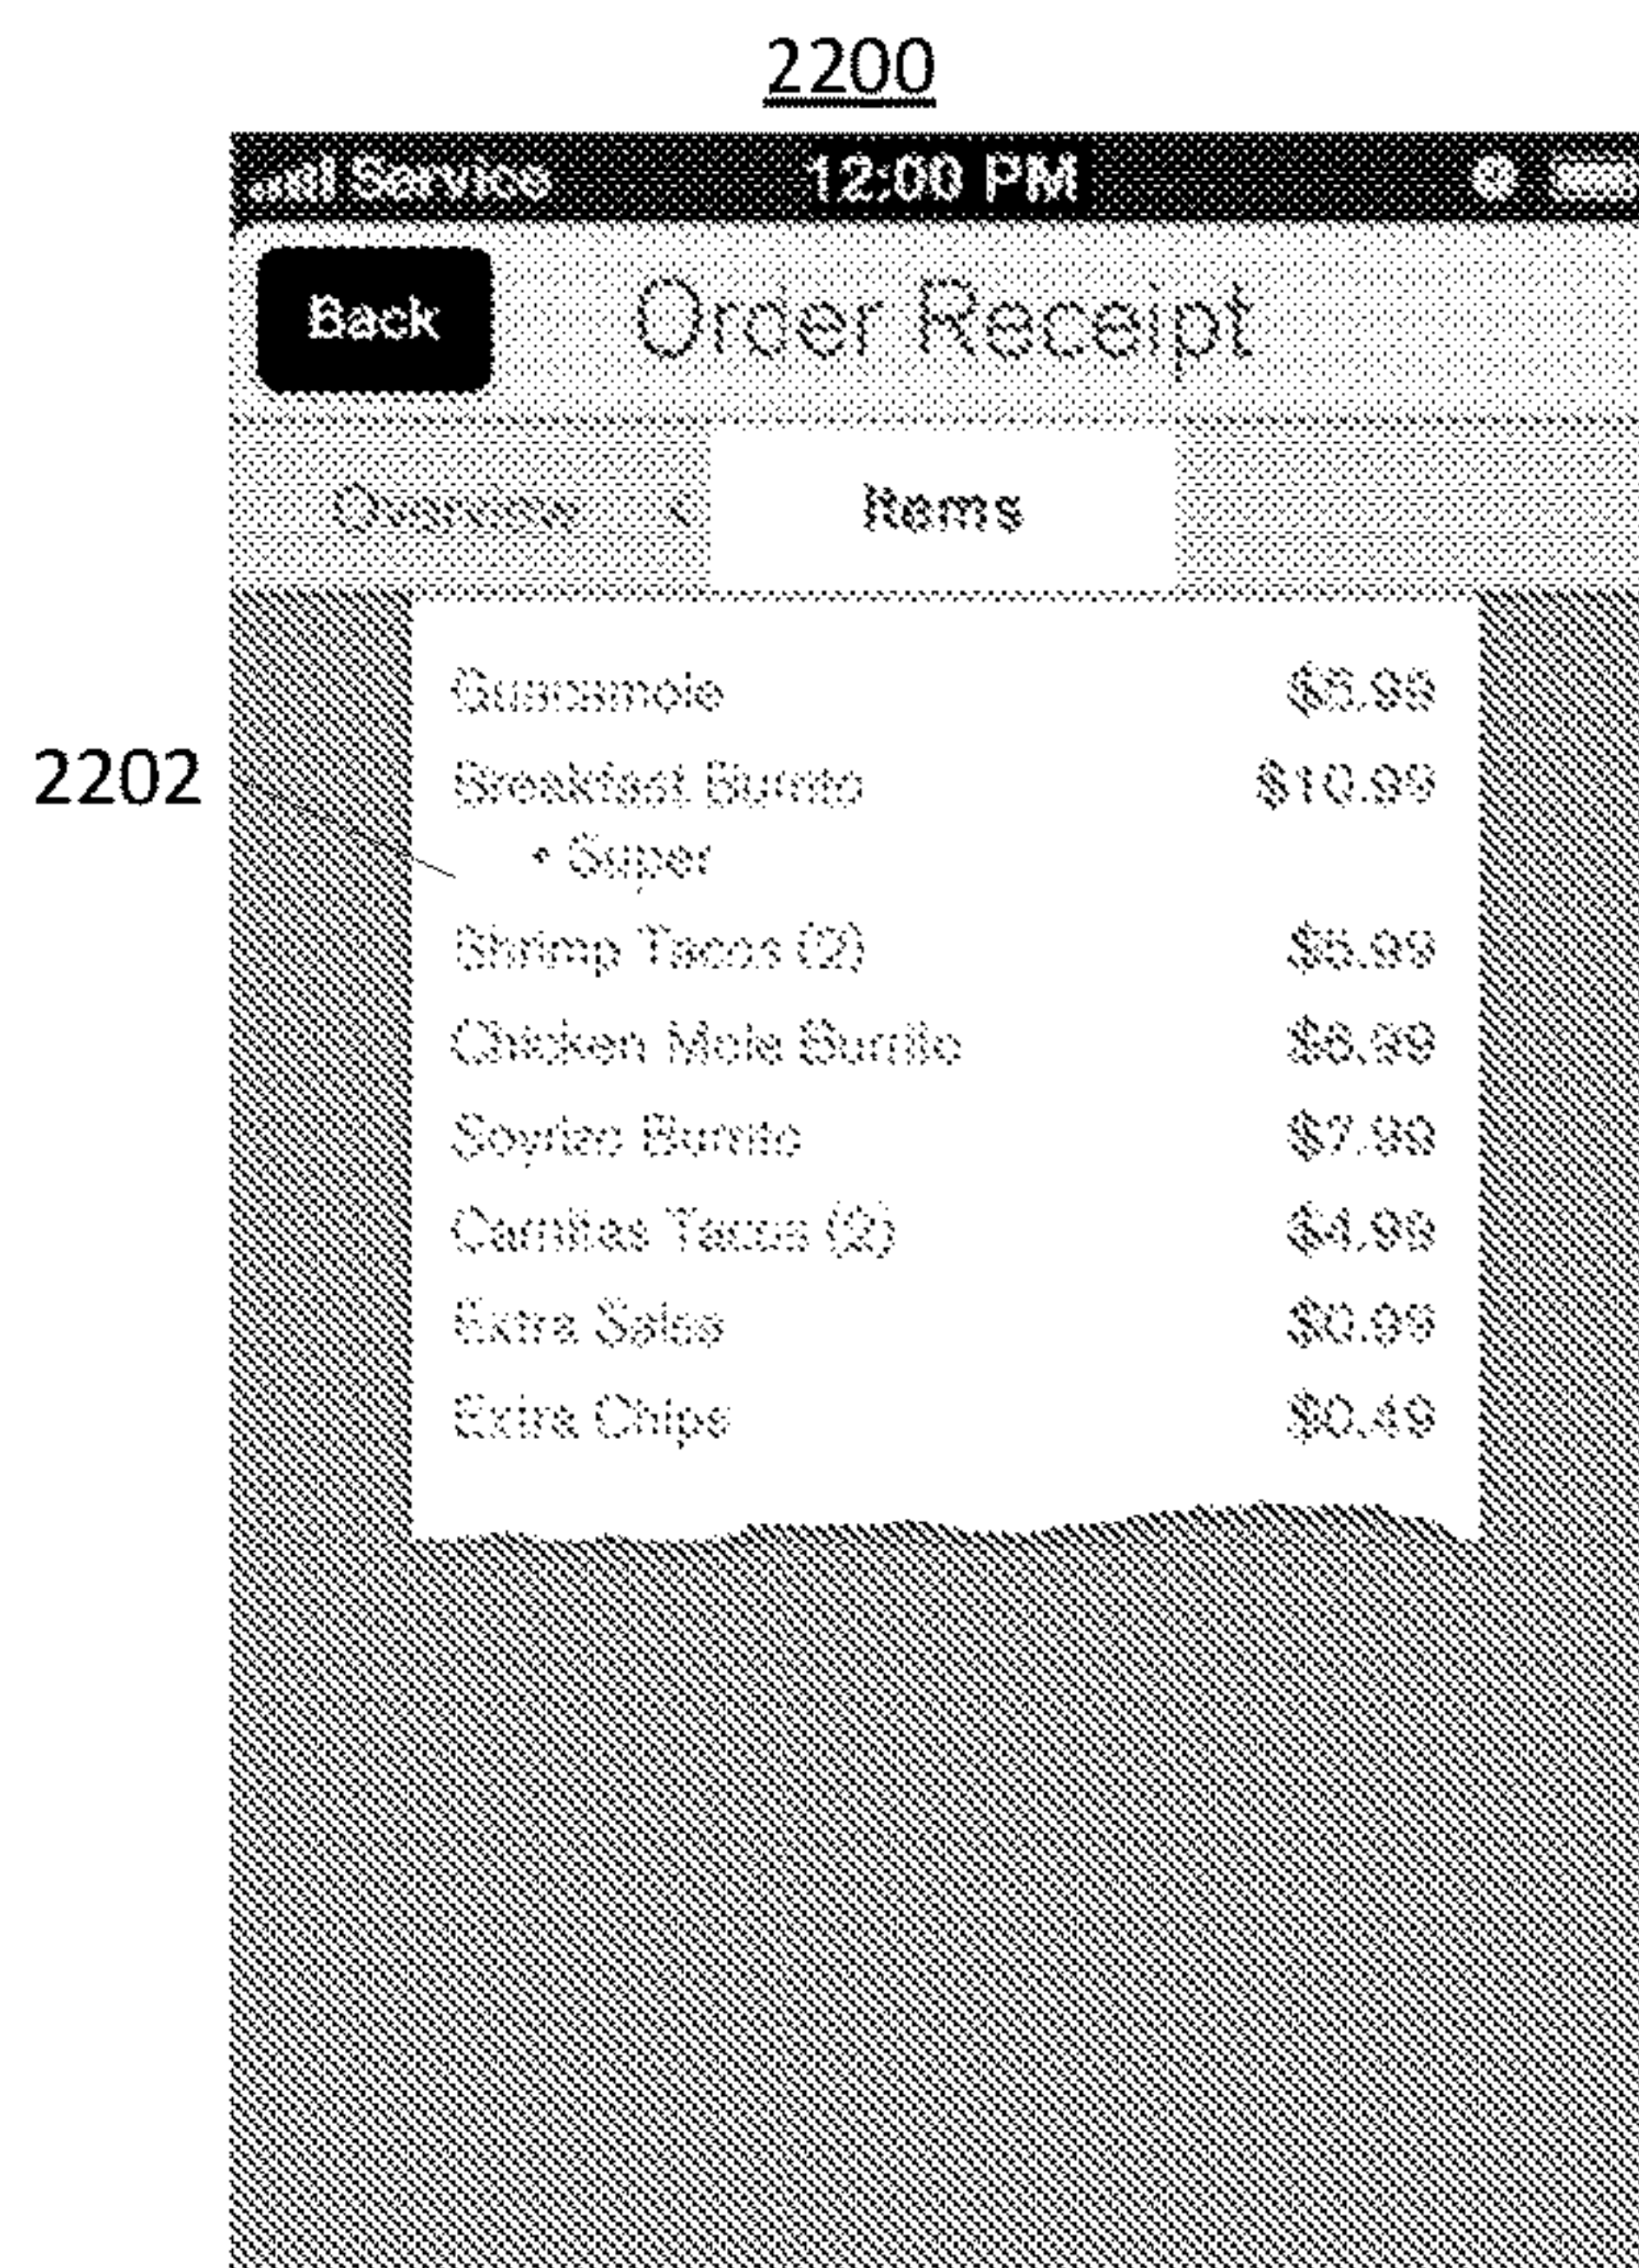 2200
Service 12:00 PM
Back Order Receipt
Overview < Items
Guacamole $5.99
2202
Breakfast Burrito $10.99
• Super
Shrimp Tacos (2) $5.99
Chicken Mole Burrito $6.99
Soyrizo Burrito $7.99
Carnitas Tacos (2) $4.99
Extra Salsa $0.99
Extra Chips $0.49